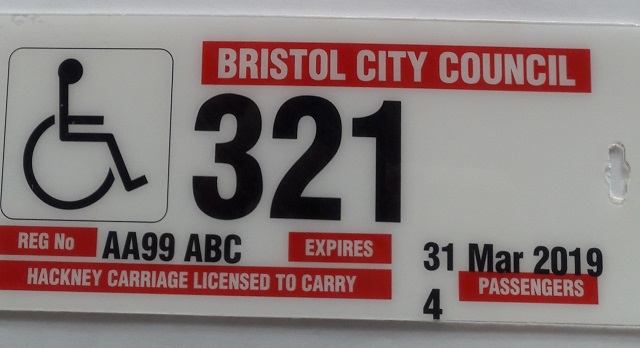 BRISTOL CITY COUNCIL
321
REG No AA99 ABC EXPIRES 31 Mar 2019
HACKNEY CARRIAGE LICENSED TO CARRY 4 PASSENGERS